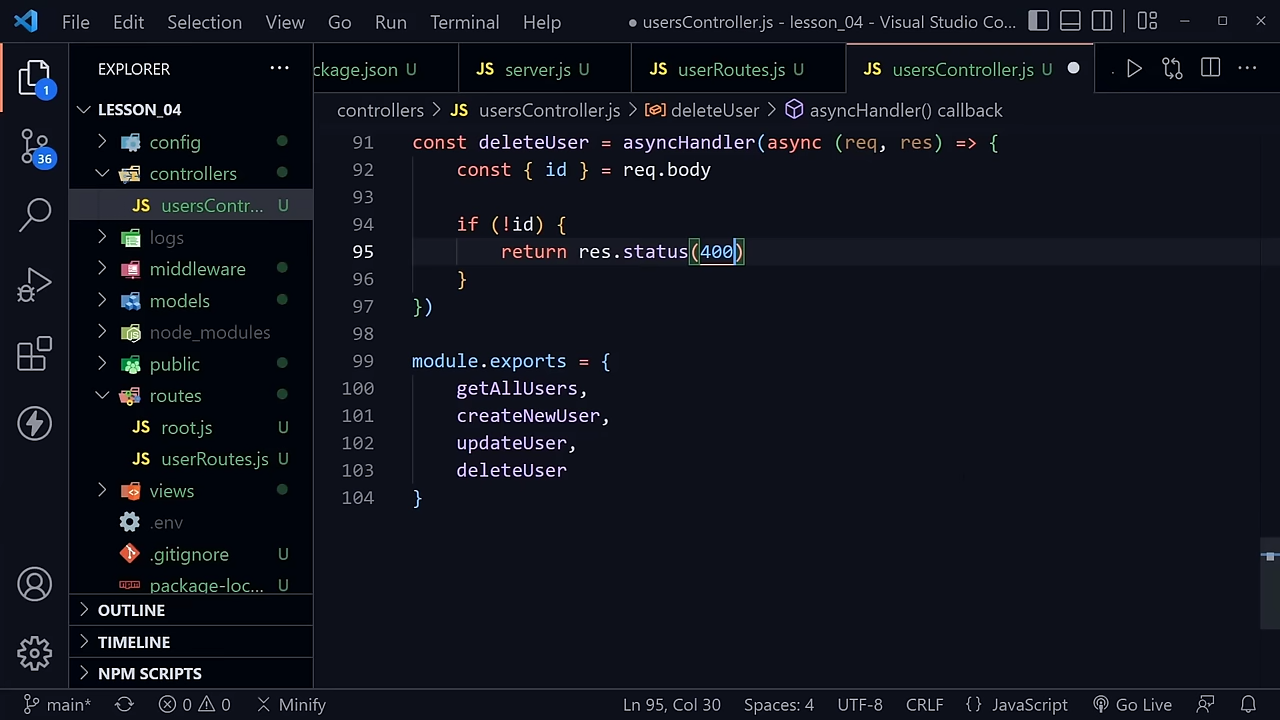 File Edit Selection View Go Run Terminal Help
● usersController.js - lesson_04 - Visual Studio Co...
EXPLORER
ckage.json U
JS server.js U
JS userRoutes.js U
JS usersController.js U
controllers > JS usersController.js > deleteUser > asyncHandler() callback
1
36
LESSON_04
config
controllers
JS usersContr... U
logs
middleware
models
node_modules
public
routes
JS root.js U
JS userRoutes.js U
views
.env
.gitignore U
package-loc... U
OUTLINE
TIMELINE
NPM SCRIPTS
91 const deleteUser = asyncHandler(async (req, res) => {
92 const { id } = req.body
93
94 if (!id) {
95 return res.status(400)
96 }
97 })
98
99 module.exports = {
100 getAllUsers,
101 createNewUser,
102 updateUser,
103 deleteUser
104 }
main* 0 0 Minify Ln 95, Col 30 Spaces: 4 UTF-8 CRLF {} JavaScript Go Live